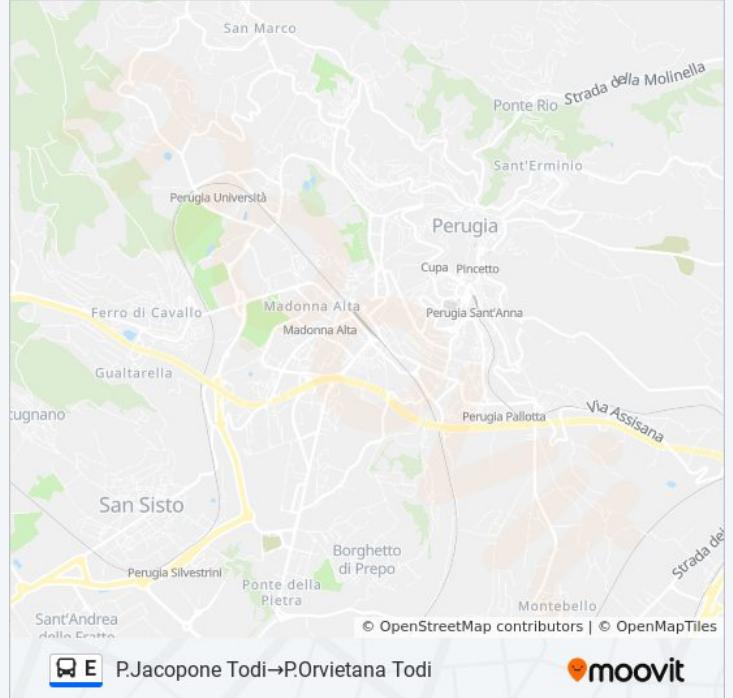 San Marco
Strada della Molinella
Ponte Rio
Sant'Erminio
Perugia Università
Perugia
Cupa
Pincetto
Ferro di Cavallo
Madonna Alta
Perugia Sant'Anna
Madonna Alta
Gualtarella
cugnano
Via Assisana
Perugia Pallotta
San Sisto
Strada dei
Borghetto
di Prepo
Perugia Silvestrini
Ponte della
Pietra
Montebello
Sant'Andrea
delle Fratte
© OpenStreetMap contributors | © OpenMapTiles
E P.Jacopone Todi→P.Orvietana Todi
moovit